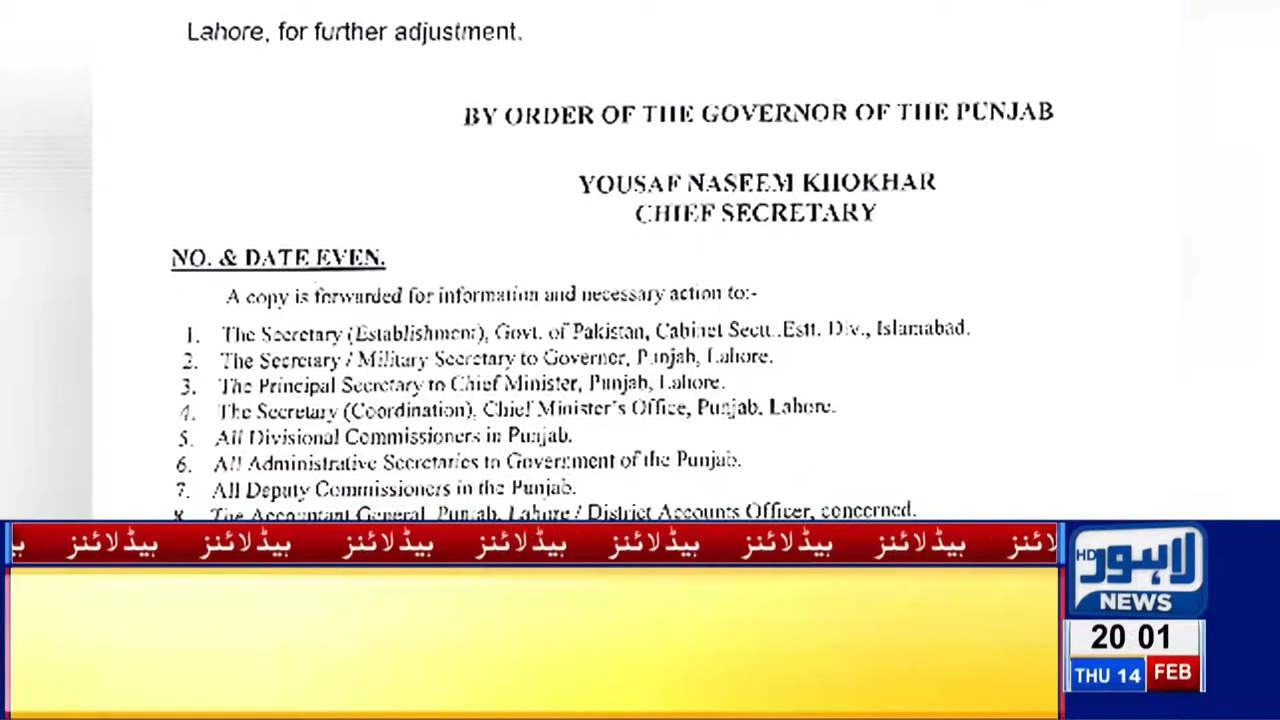 Lahore, for further adjustment.
BY ORDER OF THE GOVERNOR OF THE PUNJAB
YOUSAF NASEEM KHOKHAR
CHIEF SECRETARY
NO. & DATE EVEN.
A copy is forwarded for information and necessary action to:-
1. The Secretary (Establishment), Govt. of Pakistan, Cabinet Sectt..Estt. Div., Islamabad.
2. The Secretary / Military Secretary to Governor, Punjab, Lahore.
3. The Principal Secretary to Chief Minister, Punjab, Lahore.
4. The Secretary (Coordination), Chief Minister's Office, Punjab, Lahore.
5. All Divisional Commissioners in Punjab.
6. All Administrative Secretaries to Government of the Punjab.
7. All Deputy Commissioners in the Punjab.
8. The Accountant General, Punjab, Lahore / District Accounts Officer, concerned.
ہیڈلائنز ہیڈلائنز ہیڈلائنز ہیڈلائنز ہیڈلائنز ہیڈلائنز ہیڈلائنز
HD لاہور
NEWS
20 01
THU 14 FEB